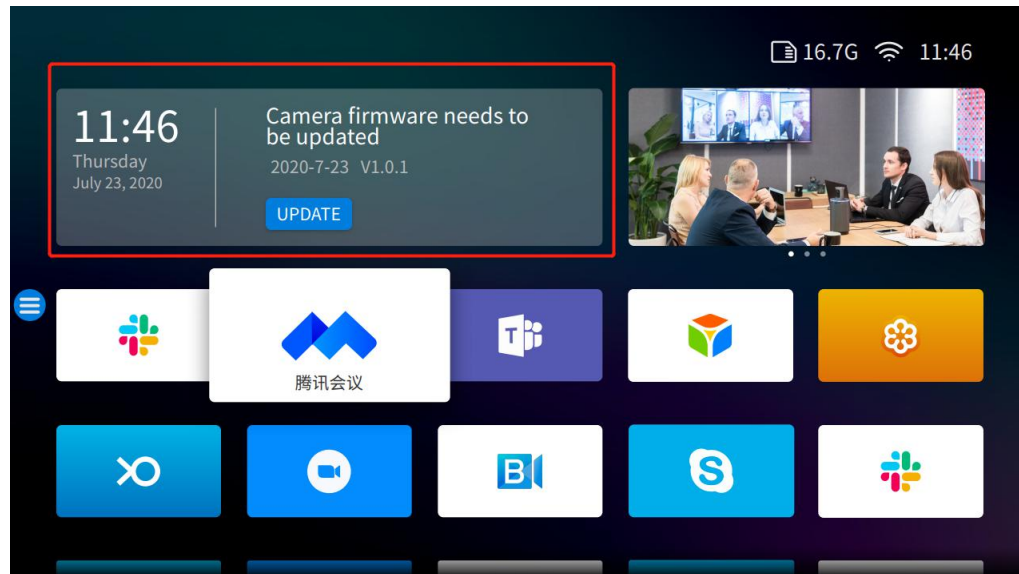 16.7G 11:46
11:46
Thursday
July 23, 2020
Camera firmware needs to
be updated
2020-7-23 V1.0.1
UPDATE
腾讯会议
T
B
S